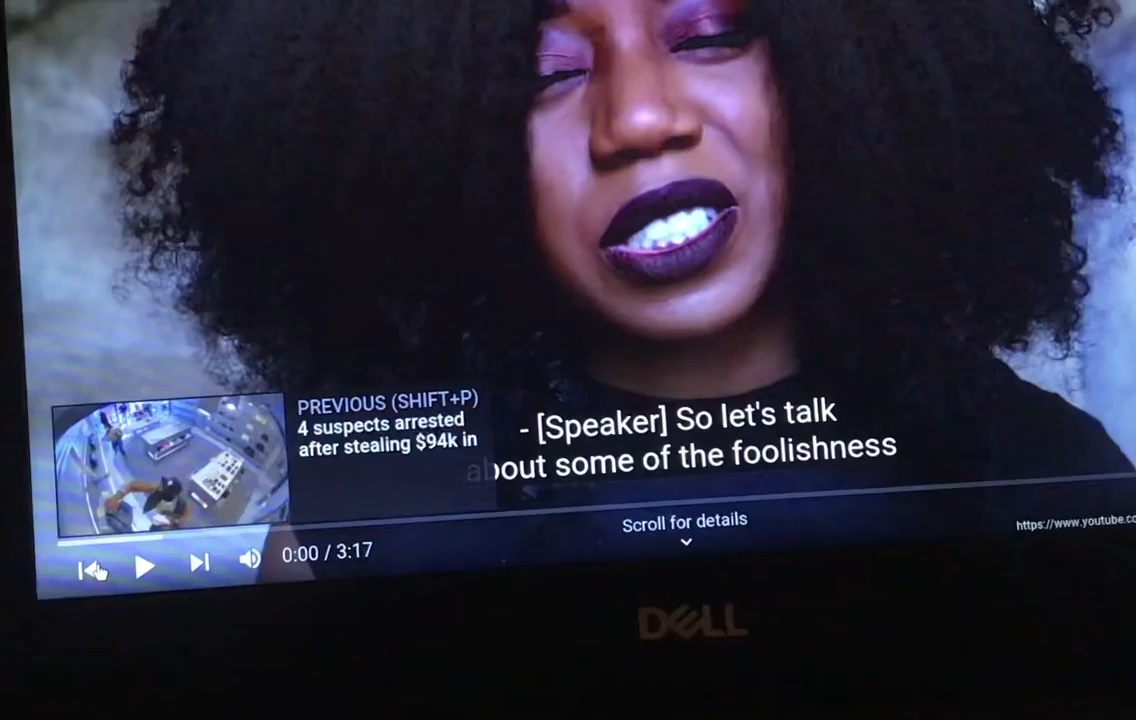 PREVIOUS (SHIFT+P)
4 suspects arrested
after stealing $94k in
- [Speaker] So let's talk
about some of the foolishness
Scroll for details
https://www.youtube.co
0:00 / 3:17
DELL